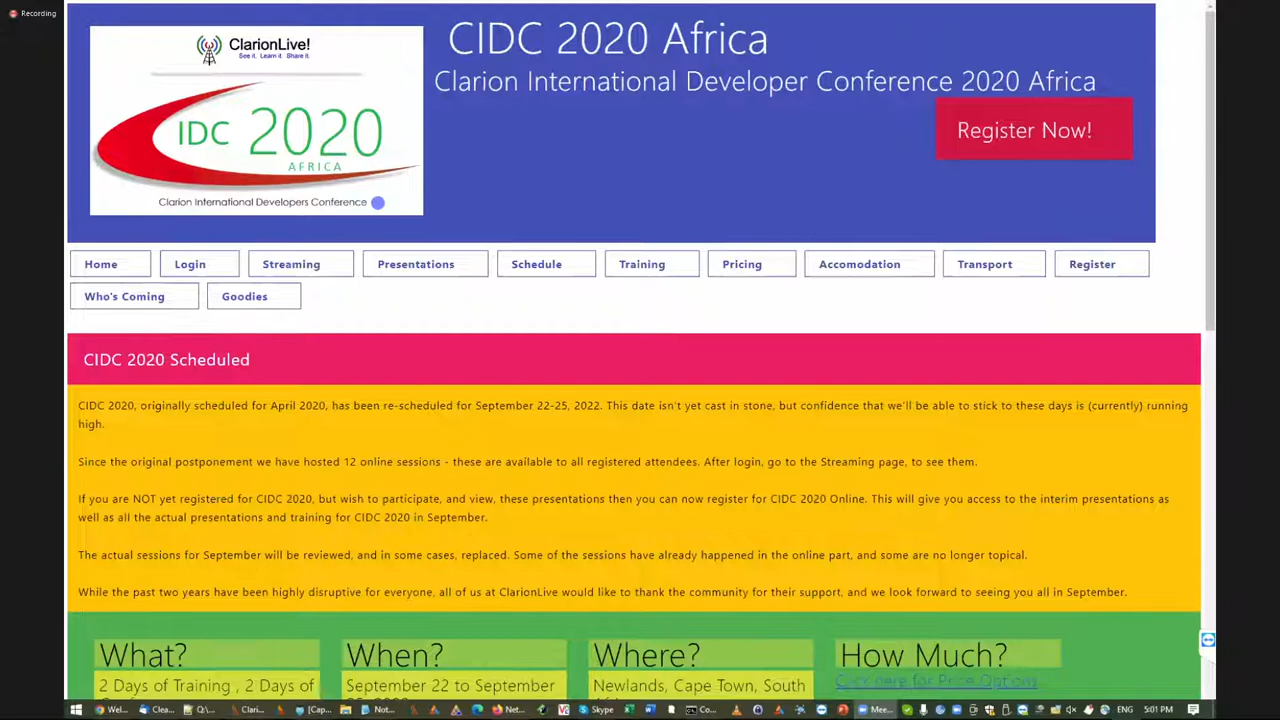 Recording
ClarionLive!
See it. Learn it. Share it.
IDC 2020
AFRICA
Clarion International Developers Conference
CIDC 2020 Africa
Clarion International Developer Conference 2020 Africa
Register Now!
Home Login Streaming Presentations Schedule Training Pricing Accomodation Transport Register
Who's Coming Goodies
CIDC 2020 Scheduled
CIDC 2020, originally scheduled for April 2020, has been re-scheduled for September 22-25, 2022. This date isn't yet cast in stone, but confidence that we'll be able to stick to these days is (currently) running
high.
Since the original postponement we have hosted 12 online sessions - these are available to all registered attendees. After login, go to the Streaming page, to see them.
If you are NOT yet registered for CIDC 2020, but wish to participate, and view, these presentations then you can now register for CIDC 2020 Online. This will give you access to the interim presentations as
well as all the actual presentations and training for CIDC 2020 in September.
The actual sessions for September will be reviewed, and in some cases, replaced. Some of the sessions have already happened in the online part, and some are no longer topical.
While the past two years have been highly disruptive for everyone, all of us at ClarionLive would like to thank the community for their support, and we look forward to seeing you all in September.
What? When? Where? How Much?
2 Days of Training , 2 Days of September 22 to September Newlands, Cape Town, South Click here for Price Options
Wel... Clea... Q:\... Clari... [Cap... Not... Net... Skype Co... Mee... ENG 5:01 PM